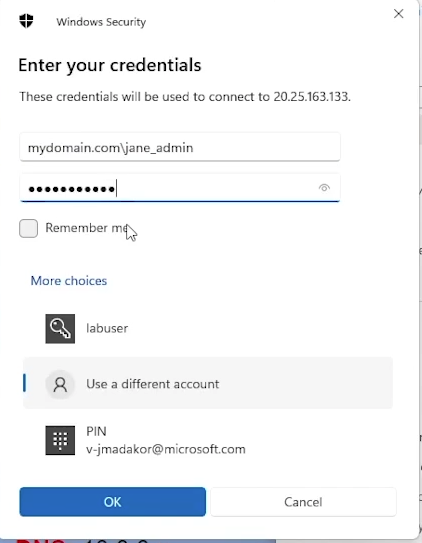 Windows Security
Enter your credentials
These credentials will be used to connect to 20.25.163.133.
mydomain.com\jane_admin
●●●●●●●●●●●
Remember me
More choices
labuser
Use a different account
PIN
v-jmadakor@microsoft.com
OK
Cancel